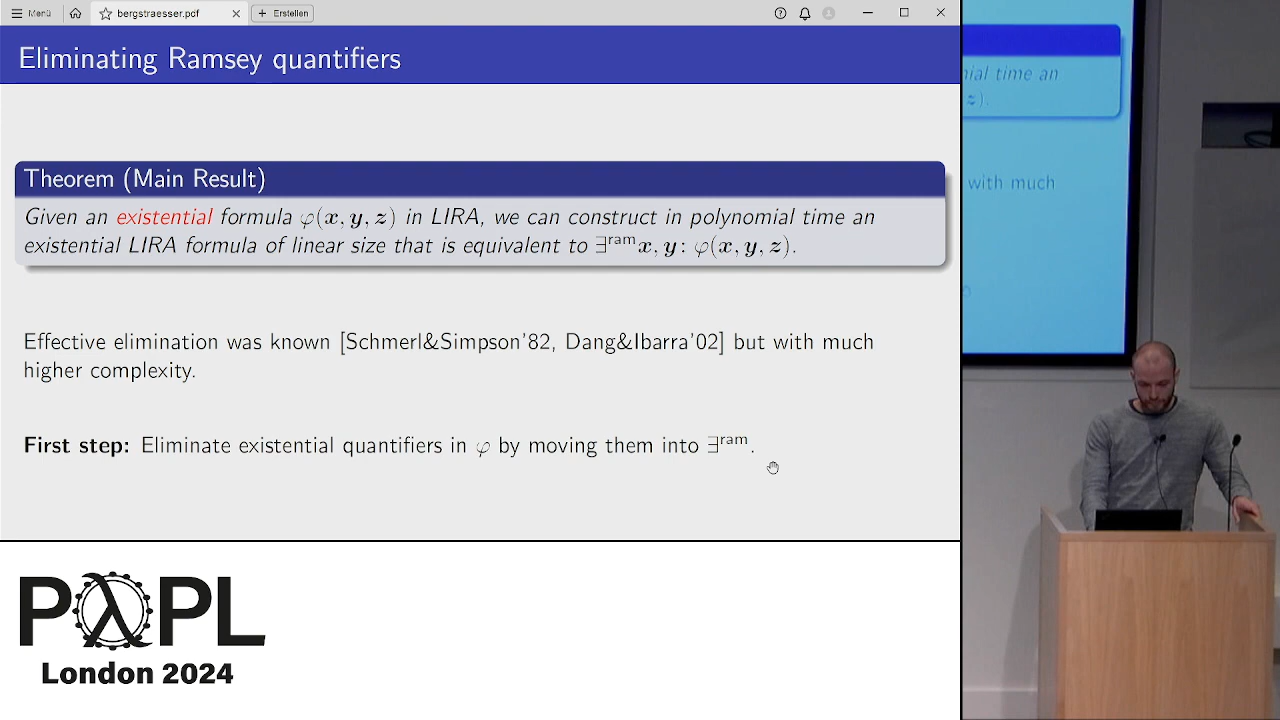 Menü
bergstraesser.pdf
Erstellen
Eliminating Ramsey quantifiers
Theorem (Main Result)
Given an existential formula φ(x, y, z) in LIRA, we can construct in polynomial time an
existential LIRA formula of linear size that is equivalent to ∃ʳᵃᵐx, y: φ(x, y, z).
Effective elimination was known [Schmerl&Simpson'82, Dang&Ibarra'02] but with much
higher complexity.
First step: Eliminate existential quantifiers in φ by moving them into ∃ʳᵃᵐ.
PλPL
London 2024
time an
z).
with much